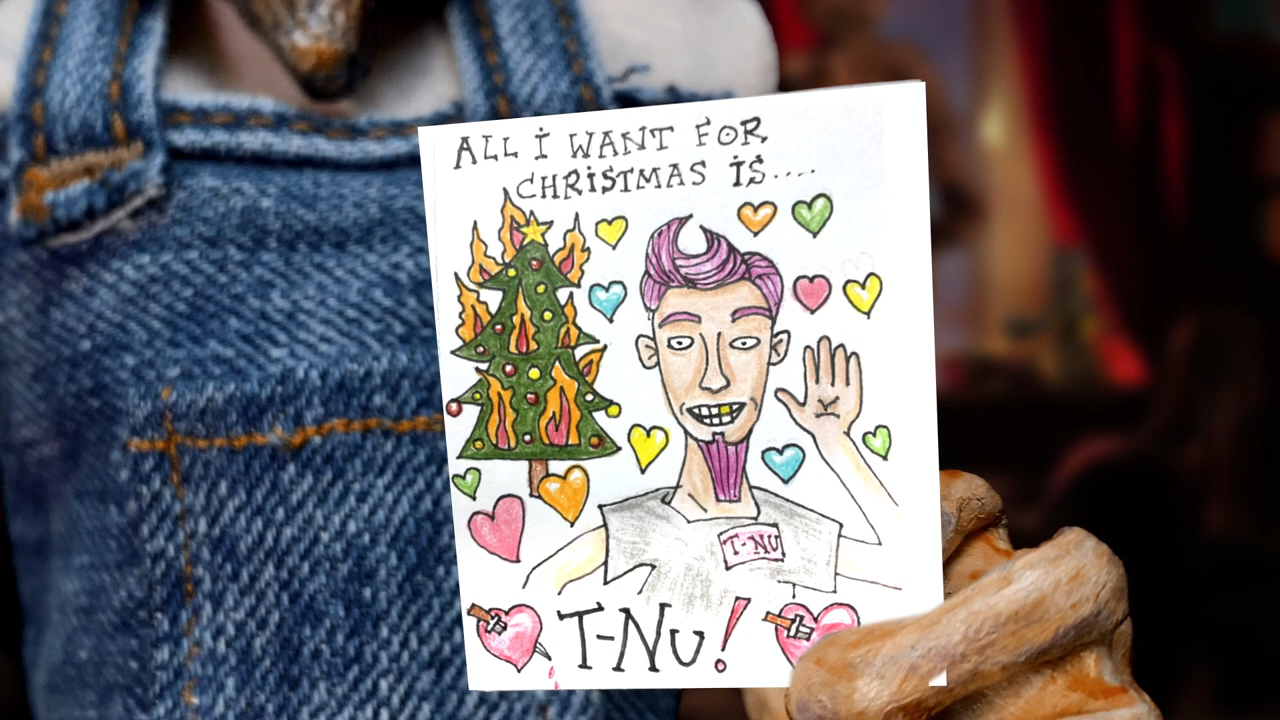 ALL I WANT FOR
CHRISTMAS IS....
T-NU
T-NU!